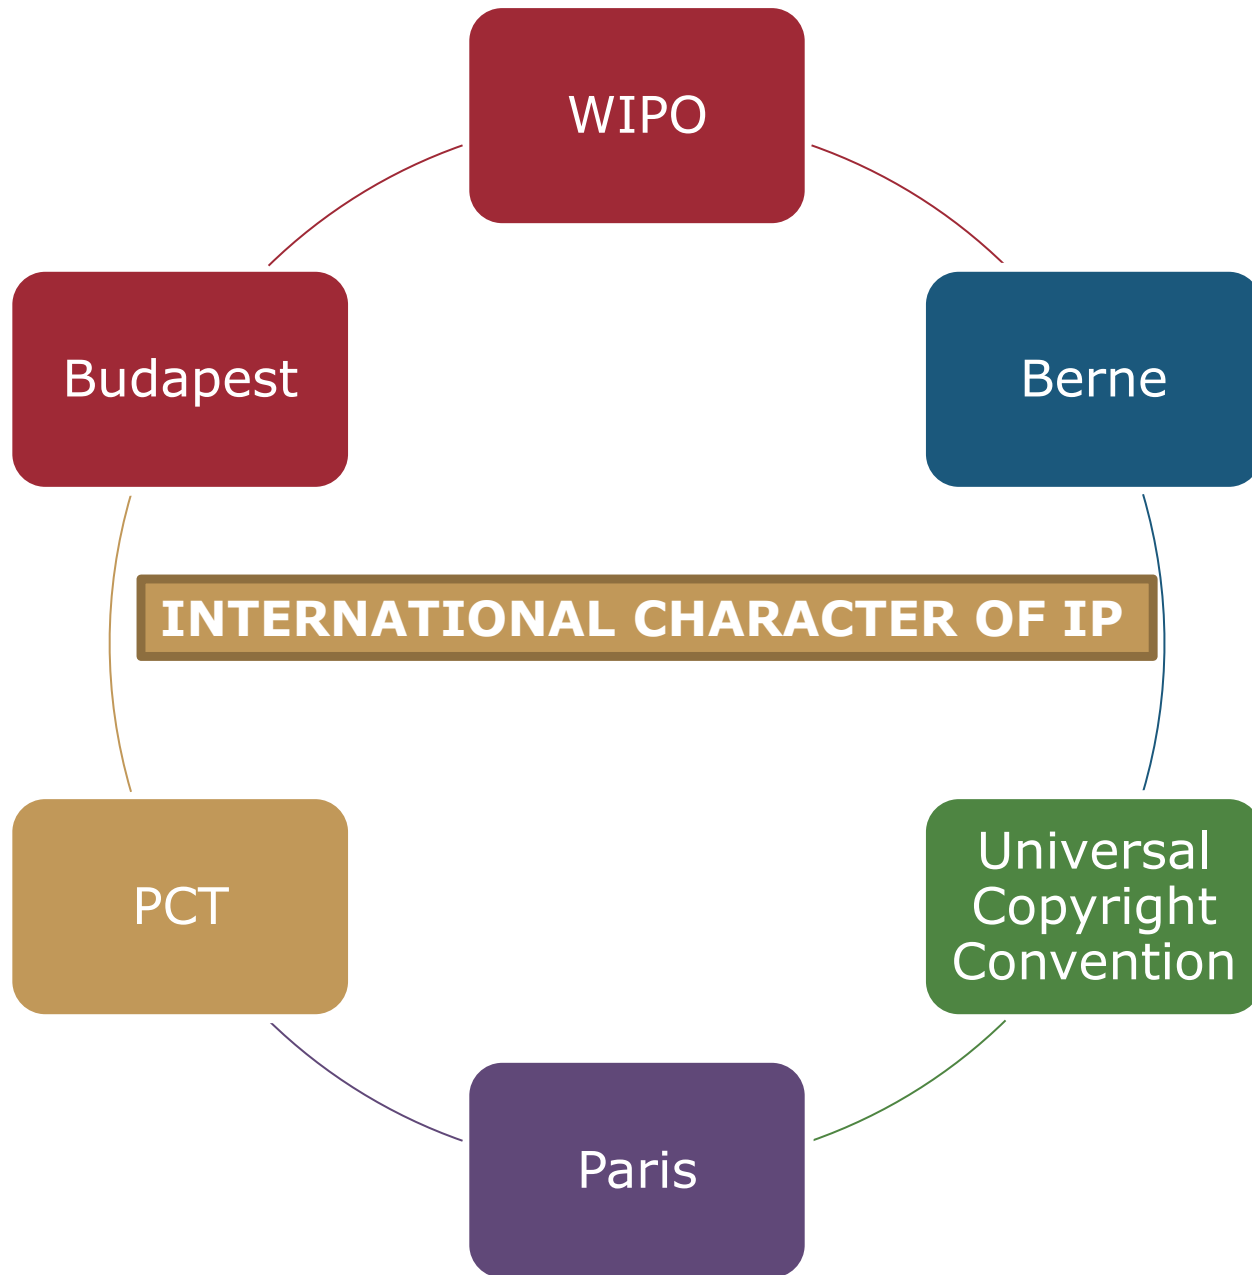 WIPO
Budapest
Berne
INTERNATIONAL CHARACTER OF IP
PCT
Universal
Copyright
Convention
Paris